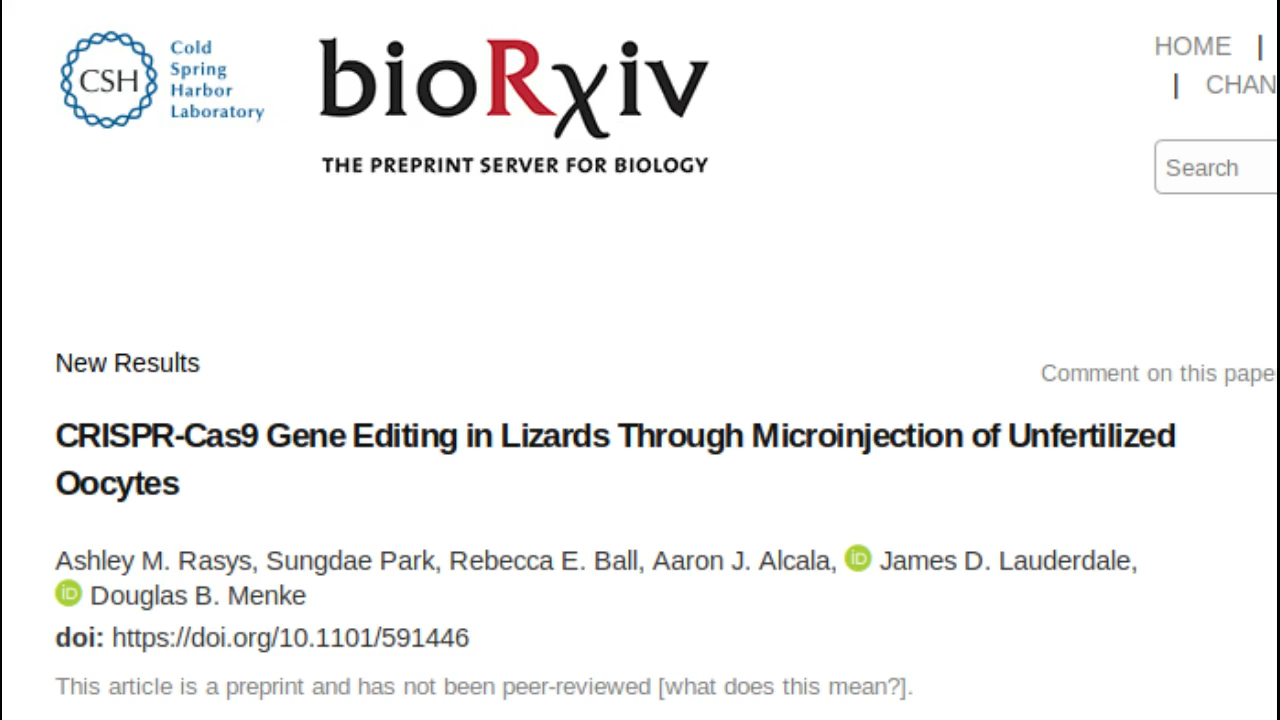 CSH
Cold
Spring
Harbor
Laboratory
bioRχiv
THE PREPRINT SERVER FOR BIOLOGY
HOME |
| CHAN
Search
New Results
Comment on this pape
CRISPR-Cas9 Gene Editing in Lizards Through Microinjection of Unfertilized
Oocytes
Ashley M. Rasys, Sungdae Park, Rebecca E. Ball, Aaron J. Alcala, iD James D. Lauderdale,
iD Douglas B. Menke
doi: https://doi.org/10.1101/591446
This article is a preprint and has not been peer-reviewed [what does this mean?].